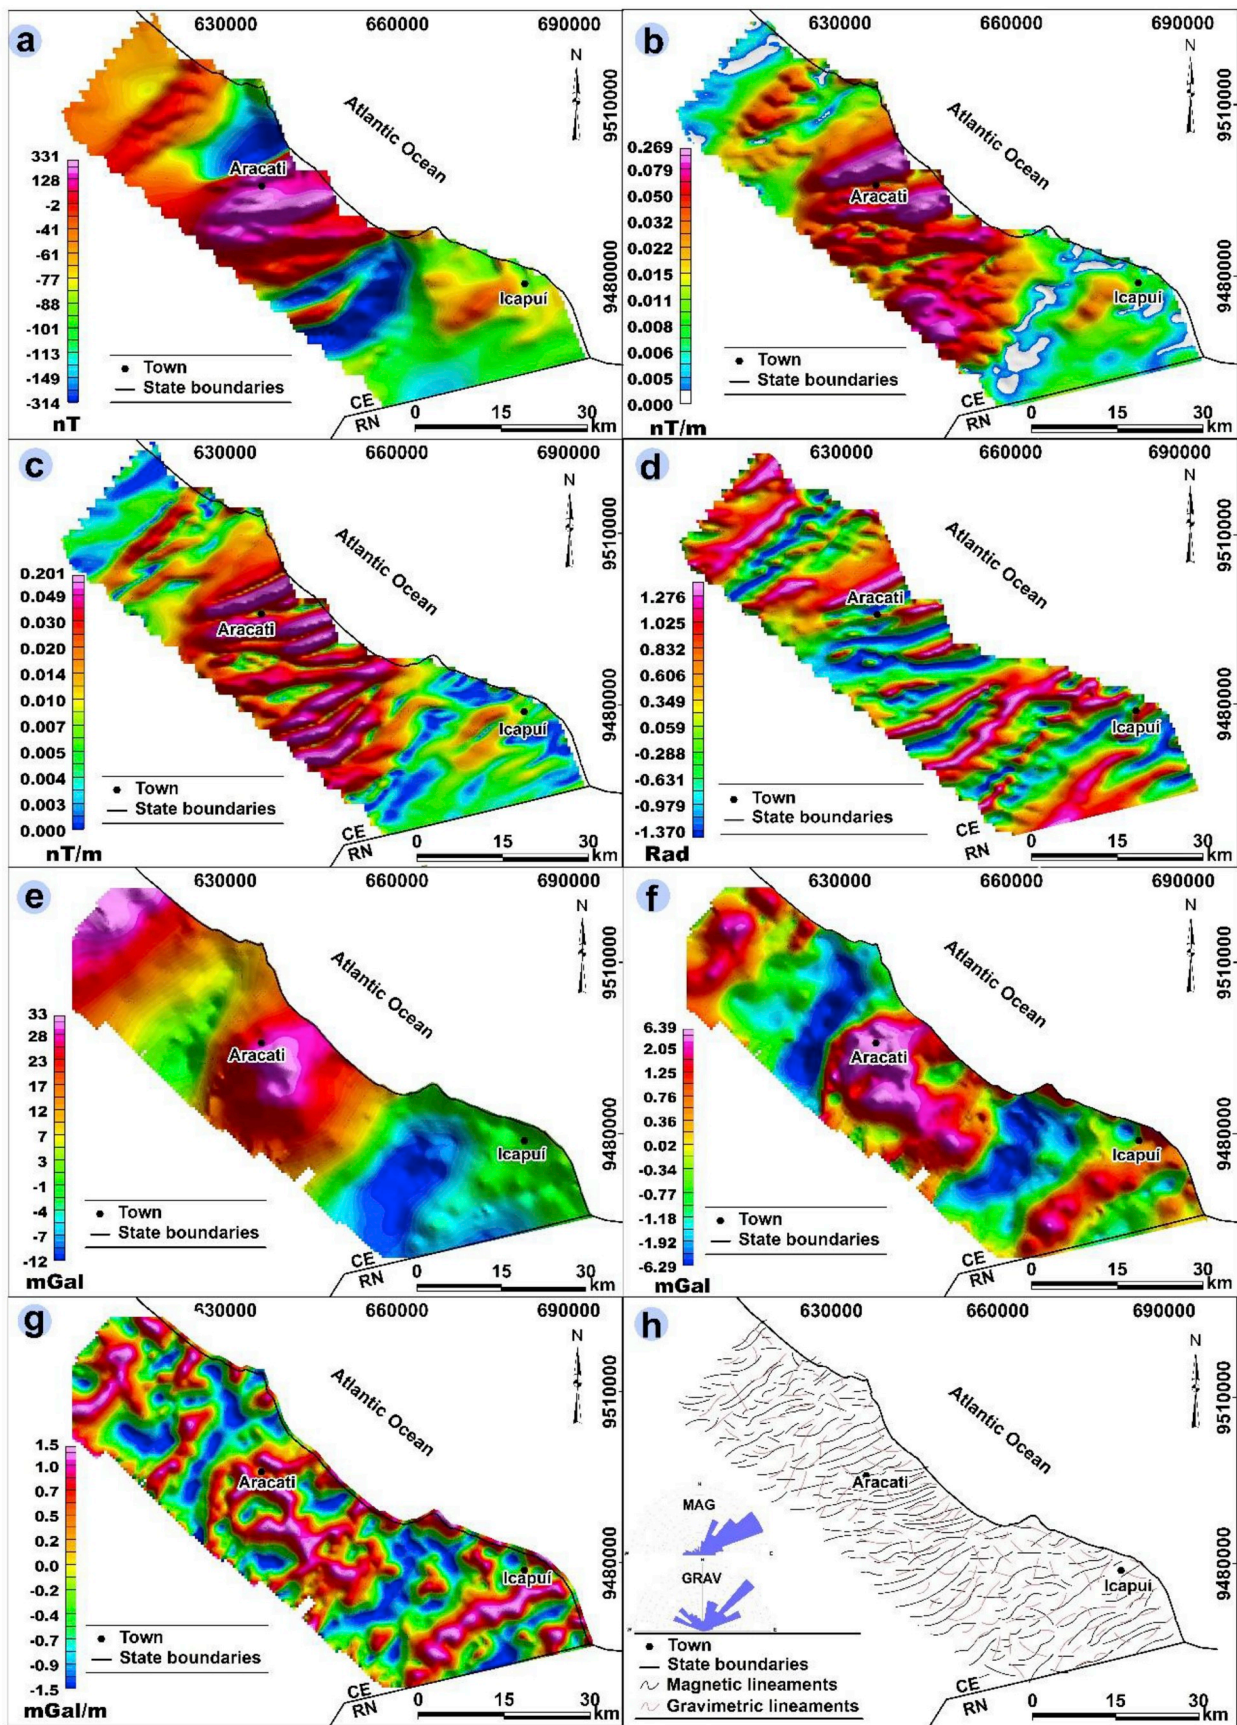 a
630000
660000
690000
N
9510000
Atlantic Ocean
331
128
-2
-41
-61
-77
-88
-101
-113
-149
-314
nT
Aracati
9480000
Icapuí
Town
State boundaries
CE
RN
0
15
30
km
b
630000
660000
690000
N
9510000
Atlantic Ocean
0.269
0.079
0.050
0.032
0.022
0.015
0.011
0.008
0.006
0.005
0.000
nT/m
Aracati
9480000
Icapuí
Town
State boundaries
CE
RN
0
15
30
km
c
630000
660000
690000
N
9510000
Atlantic Ocean
0.201
0.049
0.030
0.020
0.014
0.010
0.007
0.005
0.004
0.003
0.000
nT/m
Aracati
9480000
Icapuí
Town
State boundaries
CE
RN
0
15
30
km
d
630000
660000
690000
N
9510000
Atlantic Ocean
1.276
1.025
0.832
0.606
0.349
0.059
-0.288
-0.631
-0.979
-1.370
Rad
Aracati
9480000
Icapuí
Town
State boundaries
CE
RN
0
15
30
km
e
630000
660000
690000
N
9510000
Atlantic Ocean
33
28
23
17
12
7
3
-1
-4
-7
-12
mGal
Aracati
9480000
Icapuí
Town
State boundaries
CE
RN
0
15
30
km
f
630000
660000
690000
N
9510000
Atlantic Ocean
6.39
2.05
1.25
0.76
0.36
0.02
-0.34
-0.77
-1.18
-1.92
-6.29
mGal
Aracati
9480000
Icapuí
Town
State boundaries
CE
RN
0
15
30
km
g
630000
660000
690000
N
9510000
Atlantic Ocean
1.5
1.0
0.7
0.5
0.2
0.0
-0.2
-0.4
-0.7
-0.9
-1.5
mGal/m
Aracati
9480000
Icapuí
Town
State boundaries
CE
RN
0
15
30
km
h
630000
660000
690000
N
9510000
Atlantic Ocean
Aracati
MAG
GRAV
9480000
Icapuí
Town
State boundaries
Magnetic lineaments
Gravimetric lineaments
CE
RN
0
15
30
km